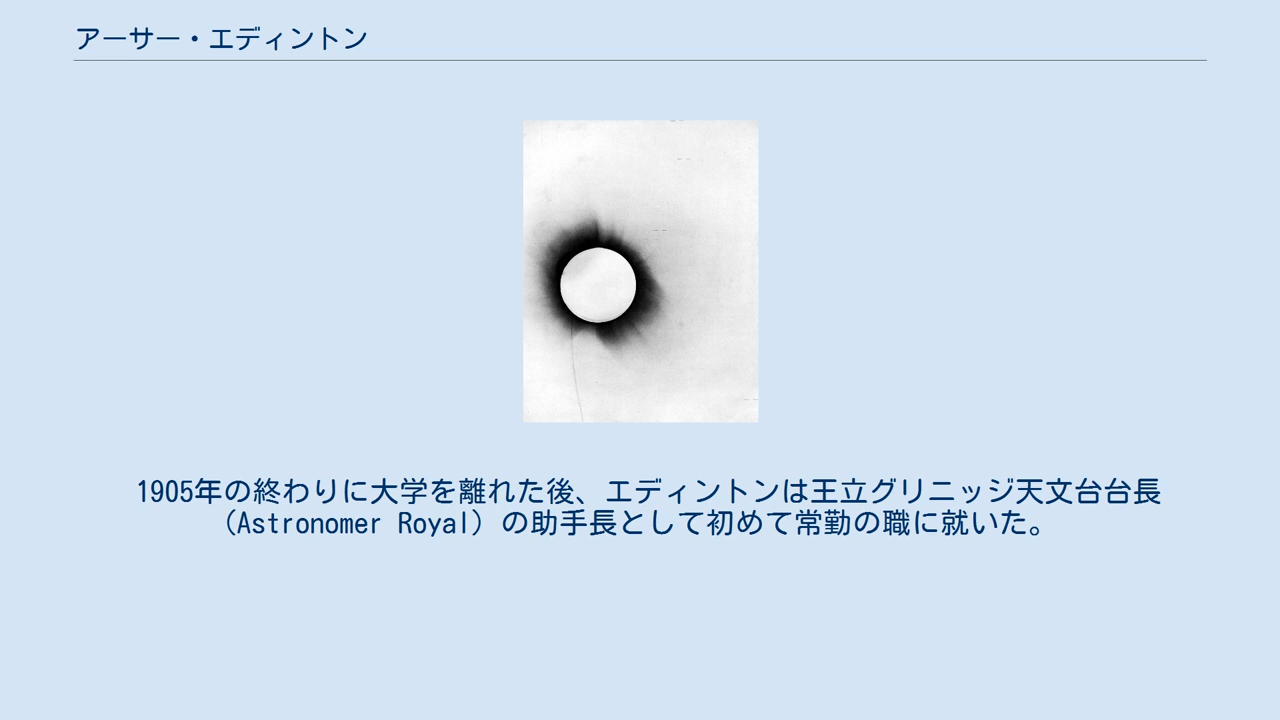 アーサー・エディントン
1905年の終わりに大学を離れた後、エディントンは王立グリニッジ天文台台長
（Astronomer Royal）の助手長として初めて常勤の職に就いた。